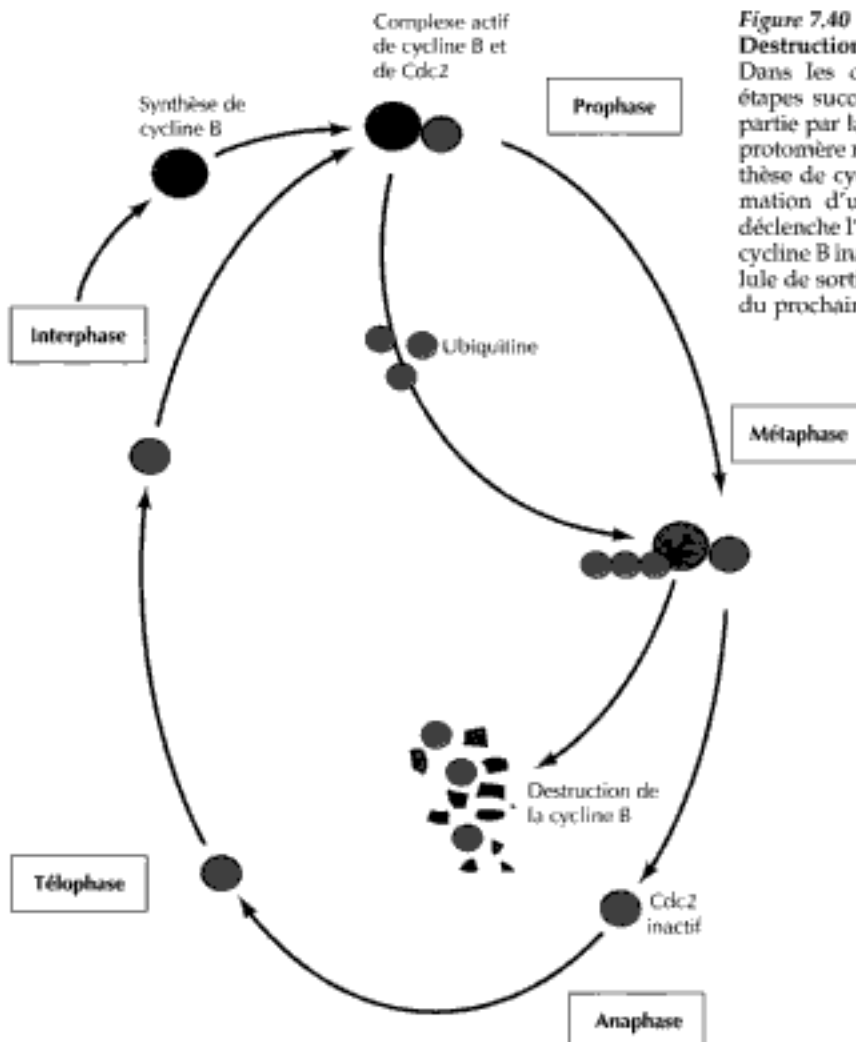 Complexe actif
de cycline B et
de Cdc2
Figure 7.40
Destruction
Dans les
étapes succ
partie par la
protomère
thèse de cy
mation d'u
déclenche l'
cycline B ina
lule de sort
du prochain
Synthèse de
cycline B
Prophase
Interphase
Ubiquitine
Métaphase
Destruction de
la cycline B
Télophase
Cdc2
inactif
Anaphase